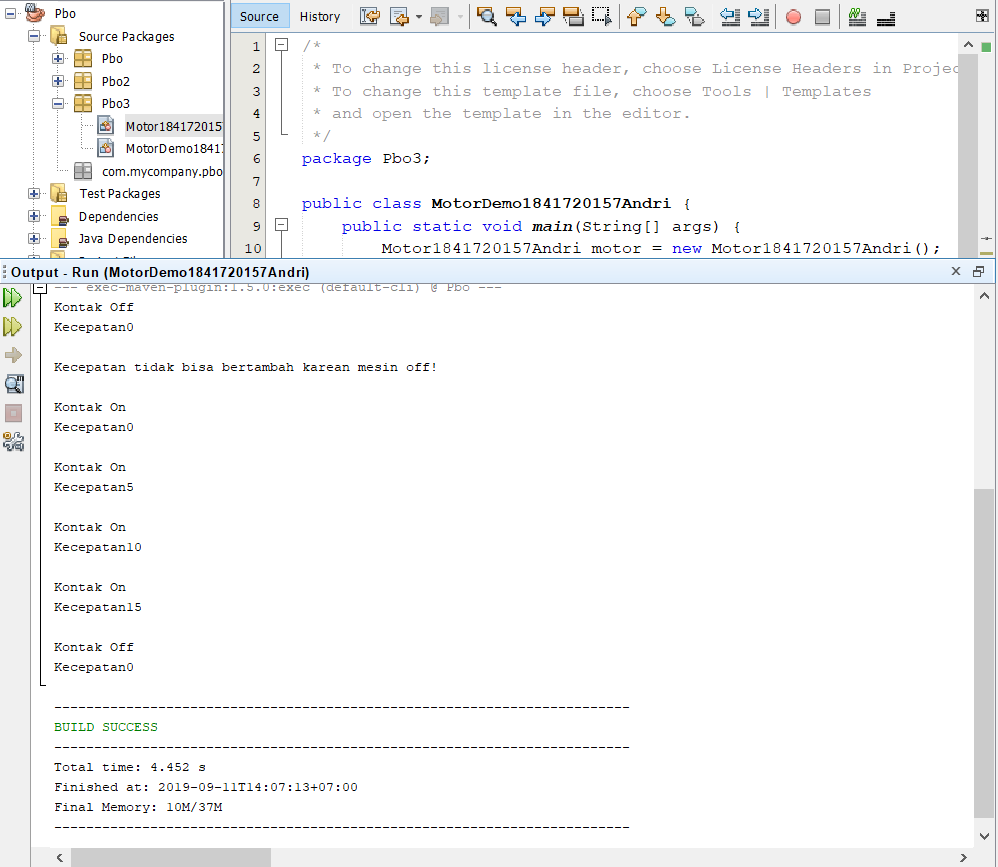 Pbo
Source Packages
Pbo
Pbo2
Pbo3
Motor184172015
MotorDemo1841
com.mycompany.pbo
Test Packages
Dependencies
Java Dependencies
Source History
1 /*
2 * To change this license header, choose License Headers in Projec
3 * To change this template file, choose Tools | Templates
4 * and open the template in the editor.
5 */
6 package Pbo3;
7
8 public class MotorDemo1841720157Andri {
9 public static void main(String[] args) {
10 Motor1841720157Andri motor = new Motor1841720157Andri();
Output - Run (MotorDemo1841720157Andri)
--- exec-maven-plugin:1.5.0:exec (default-cli) @ Pbo ---
Kontak Off
Kecepatan0
Kecepatan tidak bisa bertambah karean mesin off!
Kontak On
Kecepatan0
Kontak On
Kecepatan5
Kontak On
Kecepatan10
Kontak On
Kecepatan15
Kontak Off
Kecepatan0
------------------------------------------------------------------------
BUILD SUCCESS
------------------------------------------------------------------------
Total time: 4.452 s
Finished at: 2019-09-11T14:07:13+07:00
Final Memory: 10M/37M
------------------------------------------------------------------------